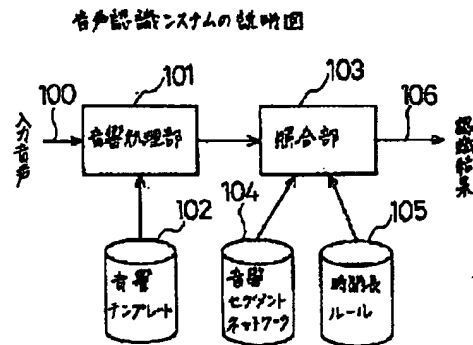 音声認識システムの説明図
100
入力音声
101
音響処理部
103
照合部
106
認識結果
102
音響
テンプレート
104
音響
セグメント
ネットワーク
105
時間長
ルール